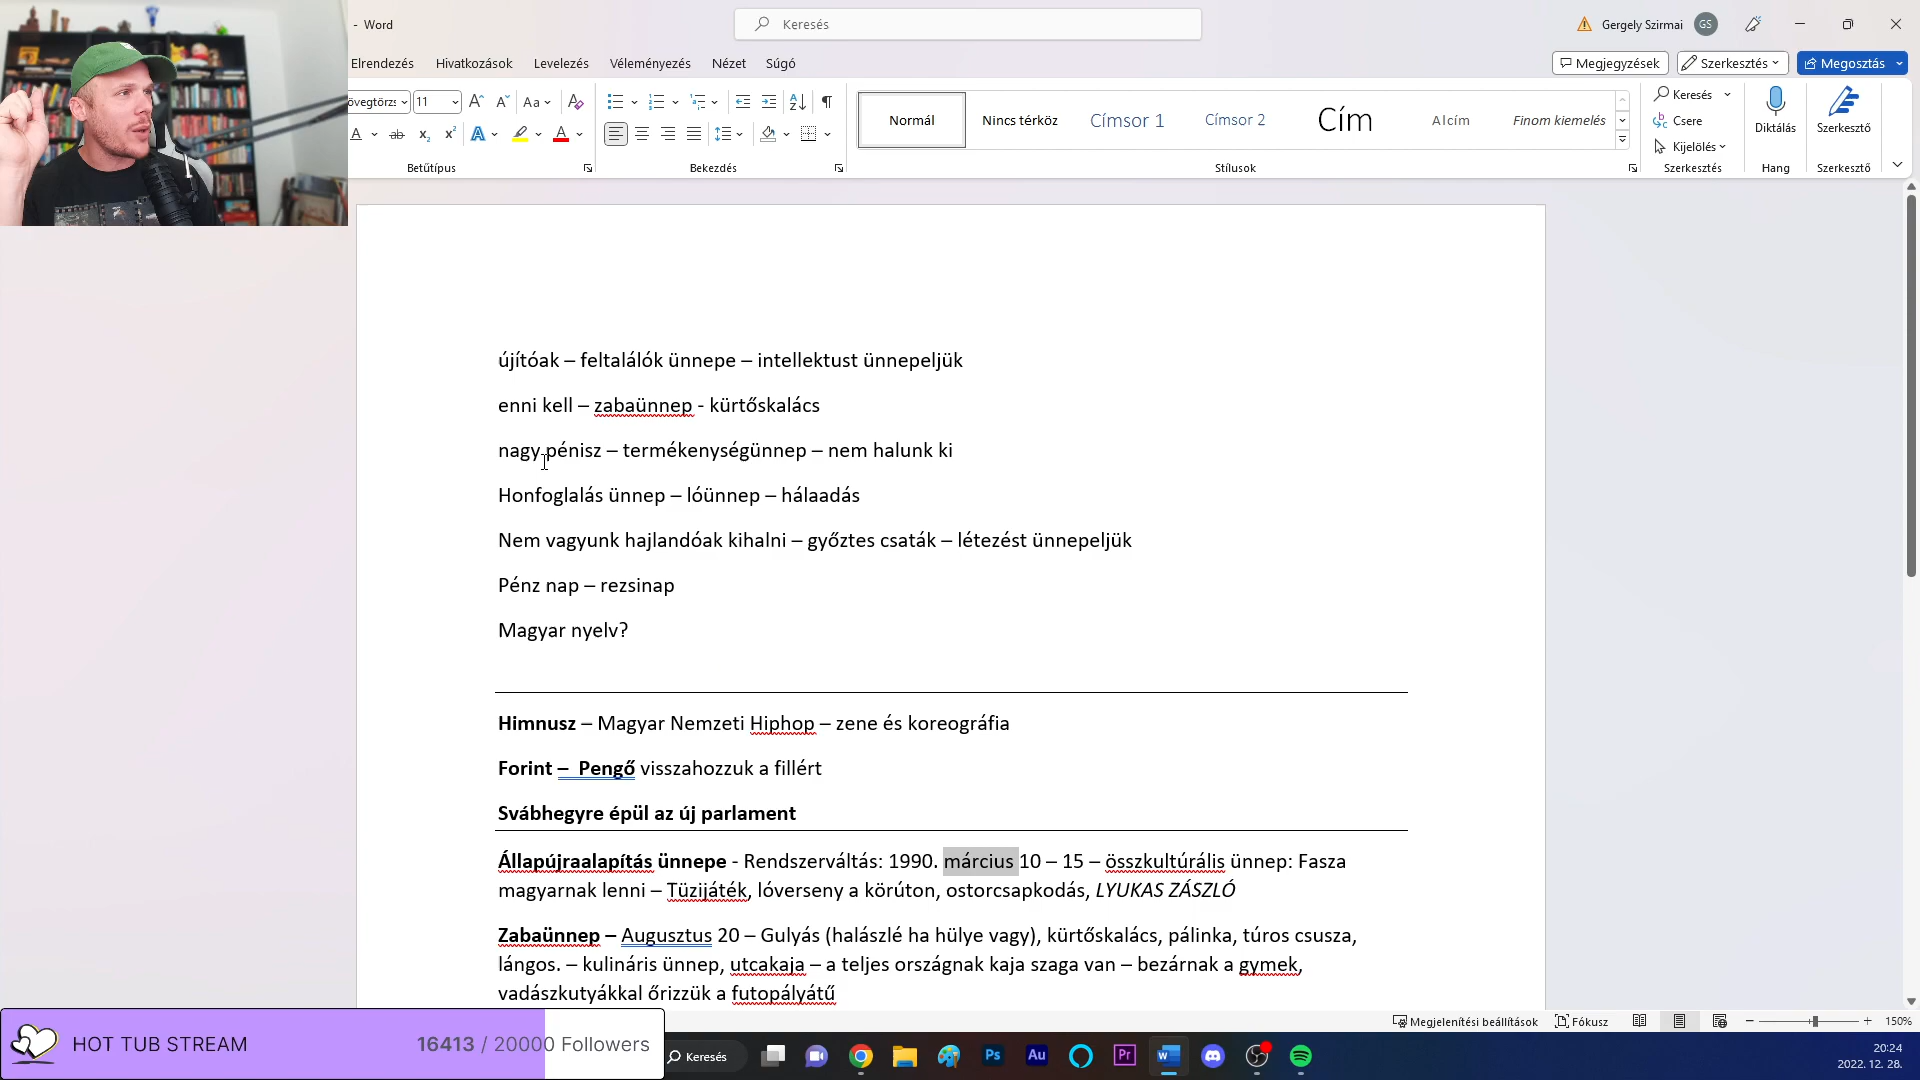 - Word
Keresés
Gergely Szirmai
GS
Elrendezés
Hivatkozások
Levelezés
Véleményezés
Nézet
Súgó
Megjegyzések
Szerkesztés
Megosztás
övegtörzs
11
Aa
Normál
Nincs térköz
Címsor 1
Címsor 2
Cím
Alcím
Finom kiemelés
Keresés
Csere
Kijelölés
Diktálás
Szerkesztő
Betűtípus
Bekezdés
Stílusok
Szerkesztés
Hang
Szerkesztő
újítóak – feltalálók ünnepe – intellektust ünnepeljük
enni kell – zabaünnep - kürtőskalács
nagy pénisz – termékenységünnep – nem halunk ki
Honfoglalás ünnep – lóünnep – hálaadás
Nem vagyunk hajlandóak kihalni – győztes csaták – létezést ünnepeljük
Pénz nap – rezsinap
Magyar nyelv?
Himnusz – Magyar Nemzeti Hiphop – zene és koreográfia
Forint – Pengő visszahozzuk a fillért
Svábhegyre épül az új parlament
Állapújraalapítás ünnepe - Rendszerváltás: 1990. március 10 – 15 – összkultúrális ünnep: Fasza
magyarnak lenni – Tüzijáték, lóverseny a körúton, ostorcsapkodás, LYUKAS ZÁSZLÓ
Zabaünnep – Augusztus 20 – Gulyás (halászlé ha hülye vagy), kürtőskalács, pálinka, túros csusza,
lángos. – kulináris ünnep, utcakaja – a teljes országnak kaja szaga van – bezárnak a gymek,
vadászkutyákkal őrizzük a futopályátű
Megjelenítési beállítások
Fókusz
150%
HOT TUB STREAM
16413 / 20000 Followers
Keresés
Ps
Au
Pr
20:24
2022. 12. 28.